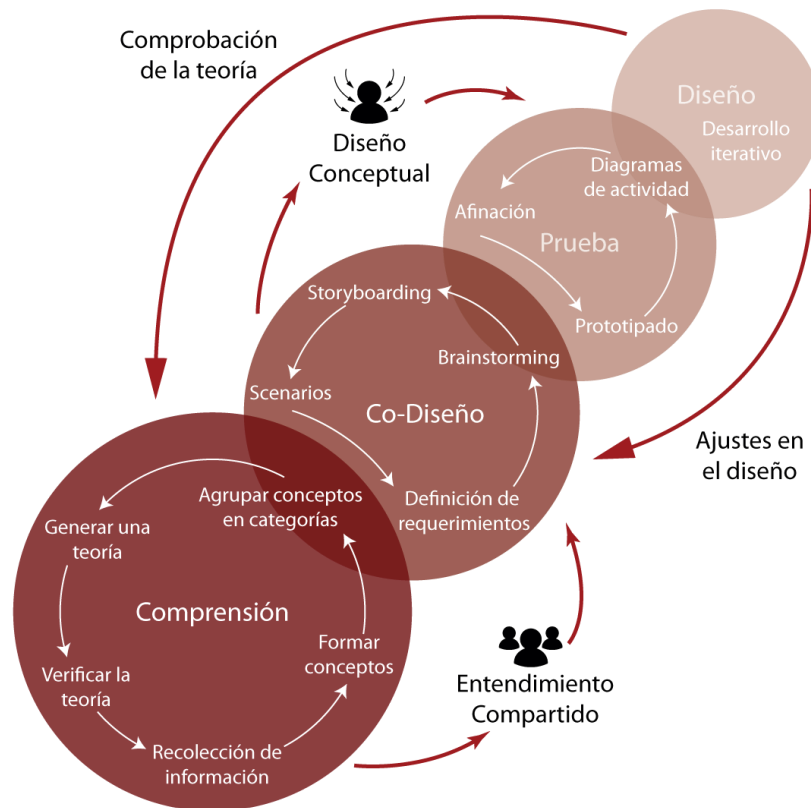 Comprobación
de la teoría
Diseño
Desarrollo
iterativo
Diseño
Conceptual
Diagramas
de actividad
Afinación
Prueba
Prototipado
Storyboarding
Brainstorming
Scenarios
Co-Diseño
Definición de
requerimientos
Ajustes en
el diseño
Agrupar conceptos
en categorías
Generar una
teoría
Comprensión
Formar
conceptos
Verificar la
teoría
Recolección de
información
Entendimiento
Compartido